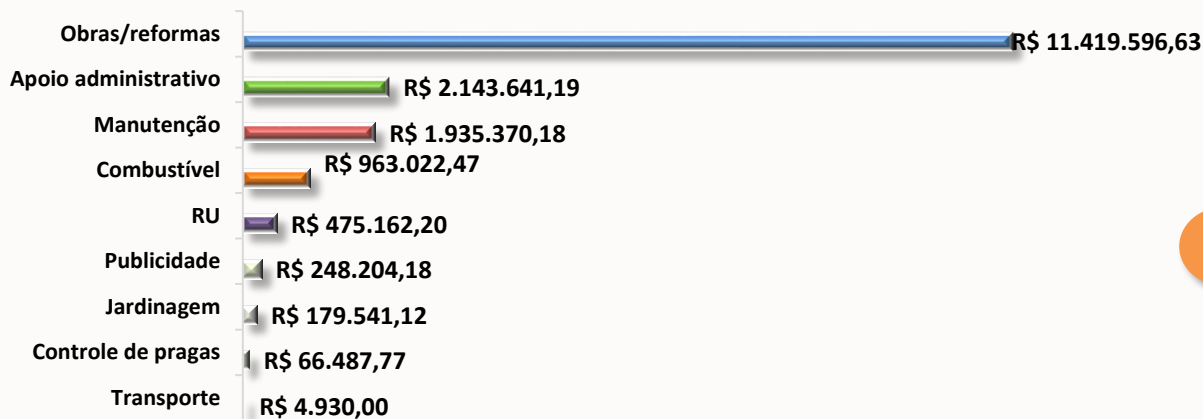 Obras/reformas R$ 11.419.596,63
Apoio administrativo R$ 2.143.641,19
Manutenção R$ 1.935.370,18
Combustível R$ 963.022,47
RU R$ 475.162,20
Publicidade R$ 248.204,18
Jardinagem R$ 179.541,12
Controle de pragas R$ 66.487,77
Transporte R$ 4.930,00